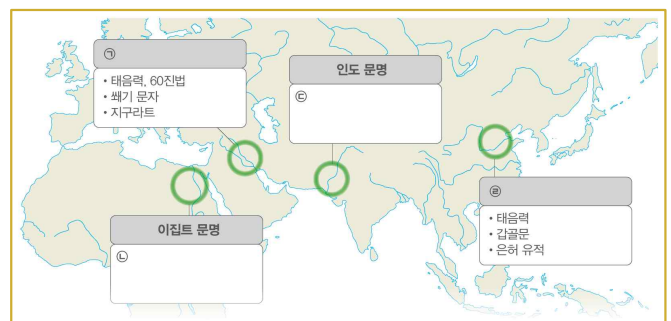 ㉠
• 태음력, 60진법
• 쐐기 문자
• 지구라트
인도 문명
㉢
이집트 문명
㉡
㉣
• 태음력
• 갑골문
• 은허 유적